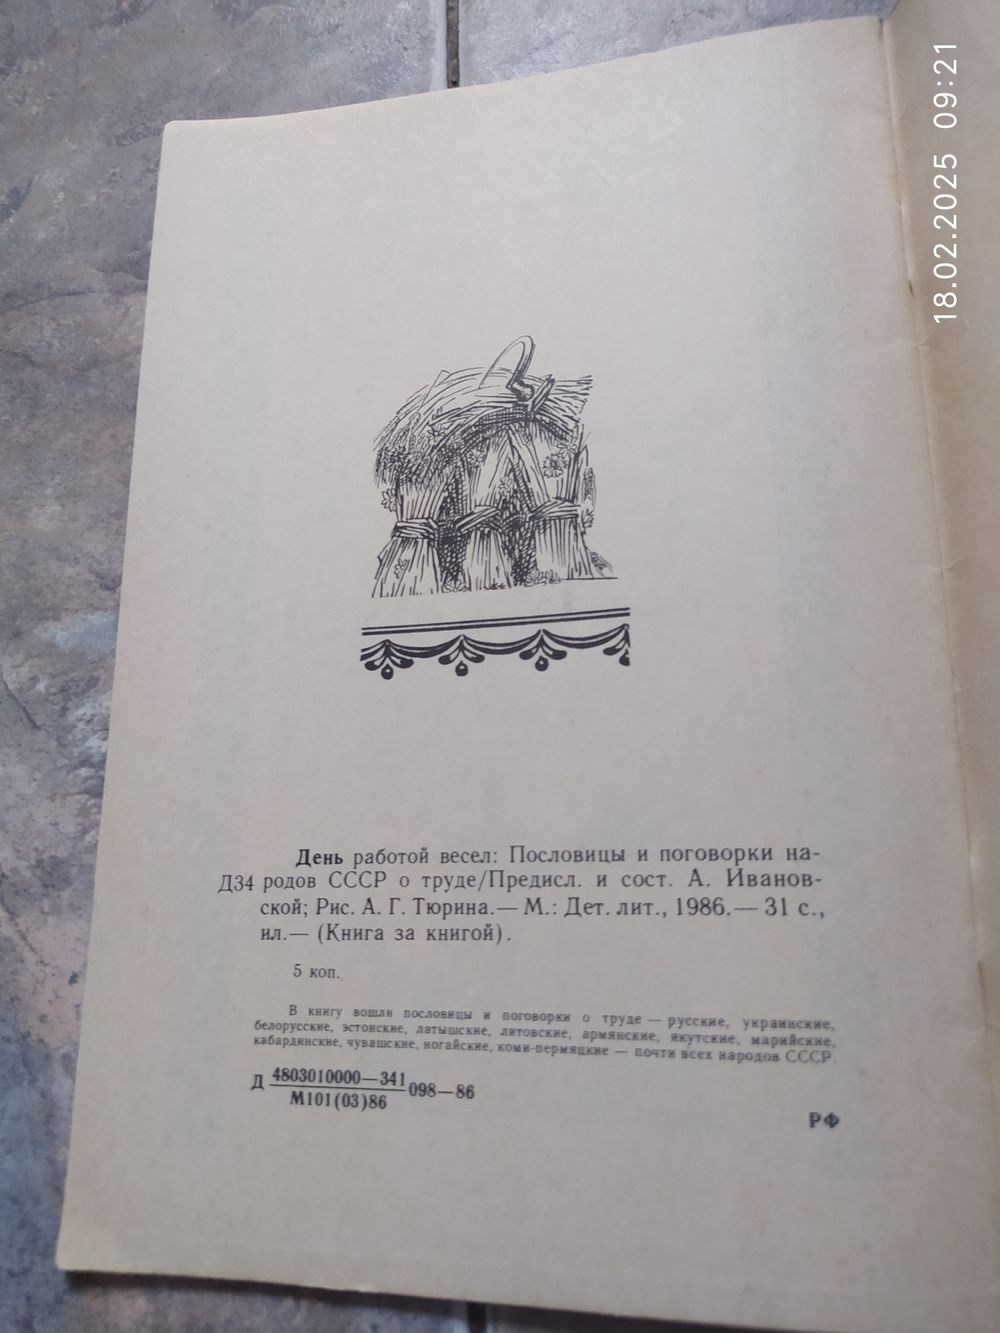 18.02.2025 09:21
День работой весел: Пословицы и поговорки на-
Д34 родов СССР о труде/Предисл. и сост. А. Иванов-
ской; Рис. А. Г. Тюрина.— М.: Дет. лит., 1986.— 31 с.,
ил.— (Книга за книгой).
5 коп.
В книгу вошли пословицы и поговорки о труде — русские, украинские,
белорусские, эстонские, латышские, литовские, армянские, якутские, марийские,
кабардинские, чувашские, ногайские, коми-пермяцкие — почти всех народов СССР.
Д 4803010000—341 098—86
М101(03)86
РФ